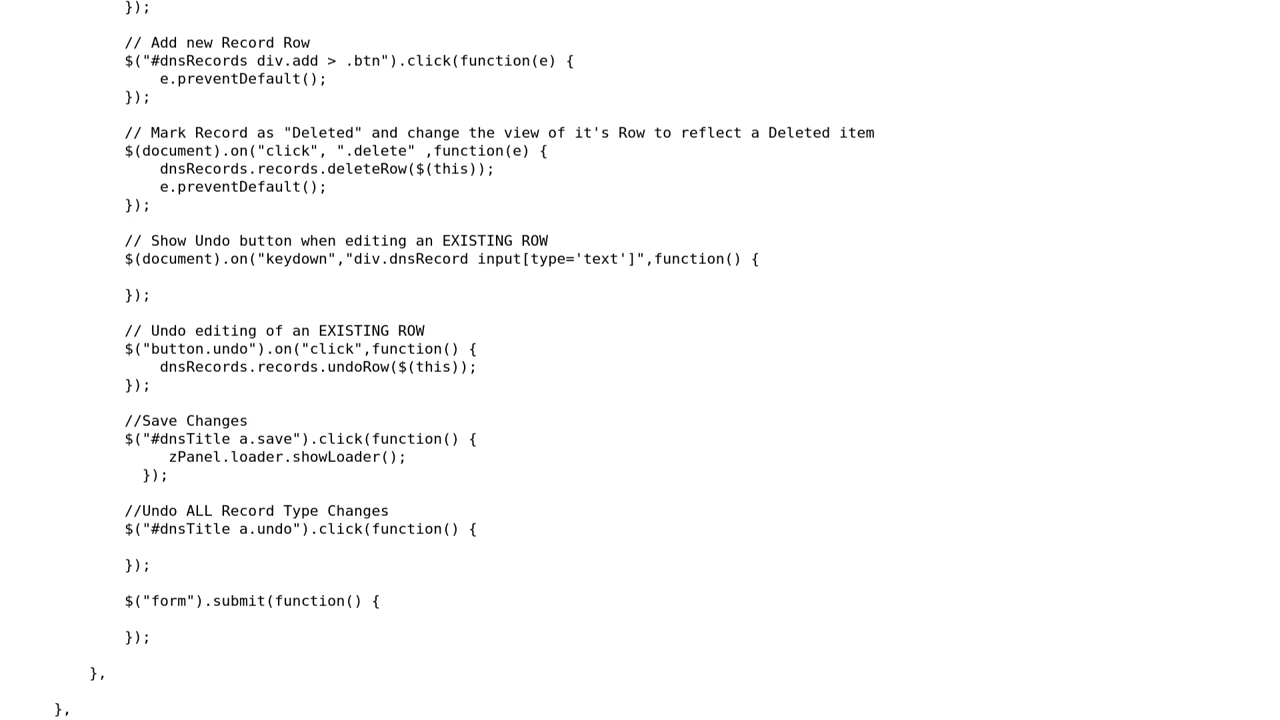 });
// Add new Record Row
$("#dnsRecords div.add > .btn").click(function(e) {
e.preventDefault();
});
// Mark Record as "Deleted" and change the view of it's Row to reflect a Deleted item
$(document).on("click", ".delete" ,function(e) {
dnsRecords.records.deleteRow($(this));
e.preventDefault();
});
// Show Undo button when editing an EXISTING ROW
$(document).on("keydown","div.dnsRecord input[type='text']",function() {
});
// Undo editing of an EXISTING ROW
$("button.undo").on("click",function() {
dnsRecords.records.undoRow($(this));
});
//Save Changes
$("#dnsTitle a.save").click(function() {
zPanel.loader.showLoader();
});
//Undo ALL Record Type Changes
$("#dnsTitle a.undo").click(function() {
});
$("form").submit(function() {
});
},
},